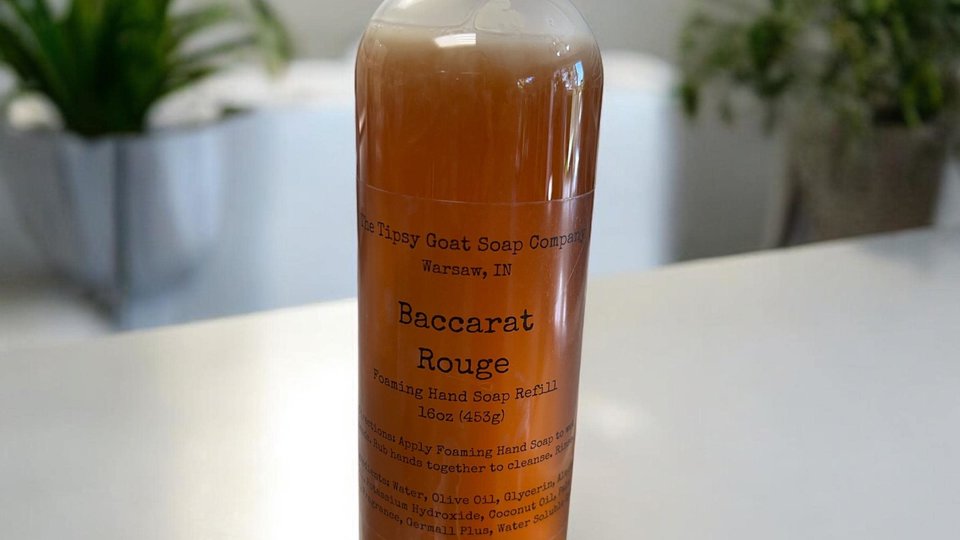 The Tipsy Goat Soap Company
Warsaw, IN
Baccarat
Rouge
Foaming Hand Soap Refill
16oz (453g)
Apply Foaming Hand Soap to
Rub hands together to cleanse.
Water, Olive Oil, Glycerin,
Potassium Hydroxide, Coconut Oil,
Germall Plus, Water